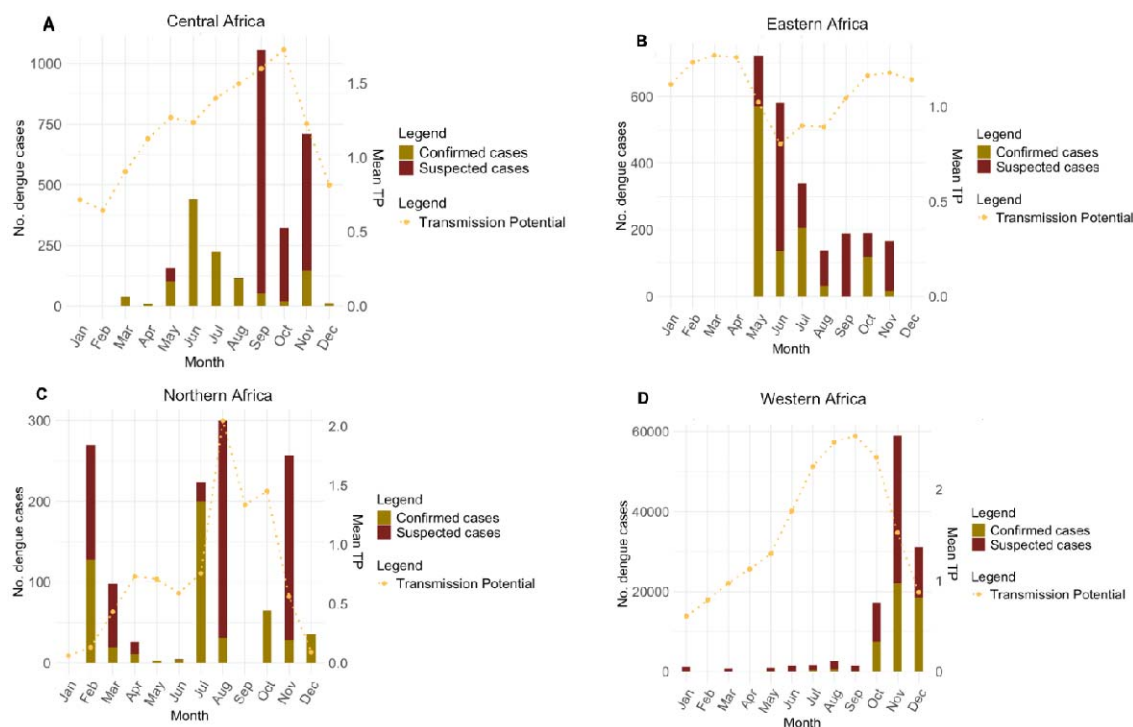 A
Central Africa
No. dengue cases
1000
750
500
250
0
1.5
1.0
0.5
0.0
Mean TP
Jan Feb Mar Apr May Jun Jul Aug Sep Oct Nov Dec
Month
Legend
Confirmed cases
Suspected cases
Legend
Transmission Potential
B
Eastern Africa
No. dengue cases
600
400
200
0
1.0
0.5
0.0
Mean TP
Jan Feb Mar Apr May Jun Jul Aug Sep Oct Nov Dec
Month
Legend
Confirmed cases
Suspected cases
Legend
Transmission Potential
C
Northern Africa
No. dengue cases
300
200
100
0
2.0
1.5
1.0
0.5
0.0
Mean TP
Jan Feb Mar Apr May Jun Jul Aug Sep Oct Nov Dec
Month
Legend
Confirmed cases
Suspected cases
Legend
Transmission Potential
D
Western Africa
No. dengue cases
60000
40000
20000
0
2
1
0
Mean TP
Jan Feb Mar Apr May Jun Jul Aug Sep Oct Nov Dec
Month
Legend
Suspected cases
Confirmed cases
Legend
Transmission Potential